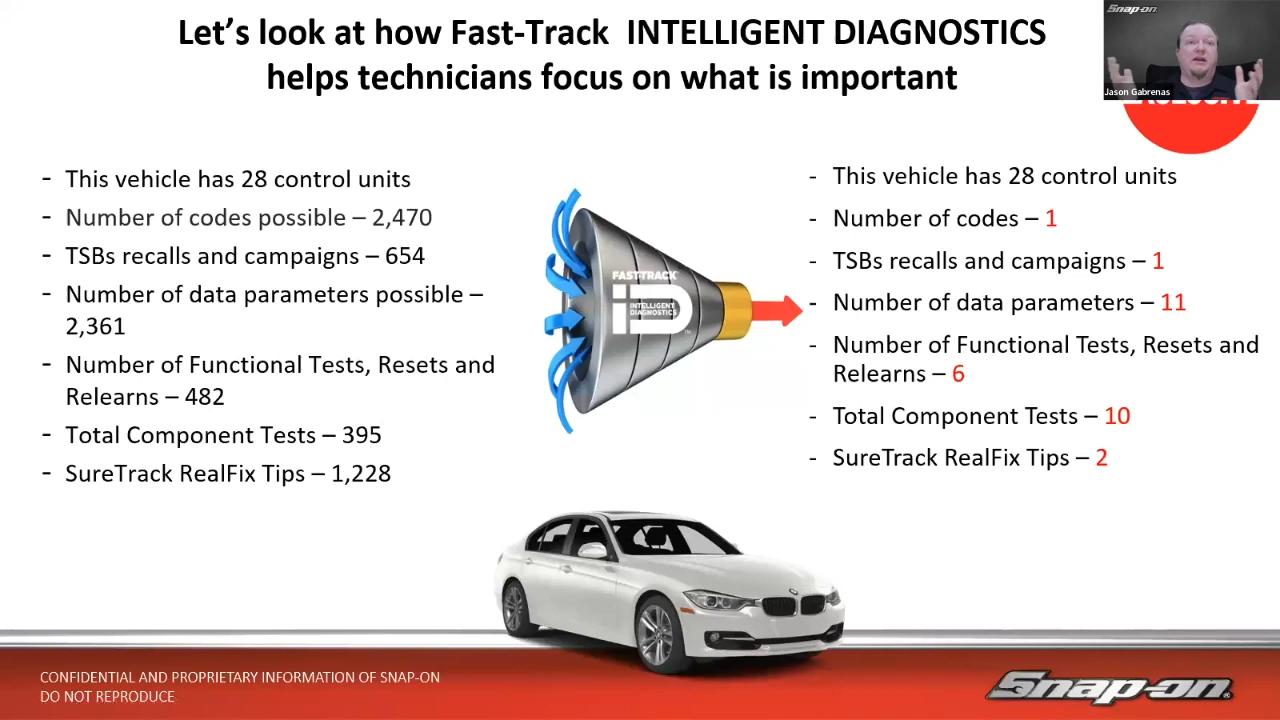 Let's look at how Fast-Track INTELLIGENT DIAGNOSTICS
helps technicians focus on what is important
Snap-on
Jason Gabrenas
- This vehicle has 28 control units
- Number of codes possible – 2,470
- TSBs recalls and campaigns – 654
- Number of data parameters possible –
2,361
- Number of Functional Tests, Resets and
Relearns – 482
- Total Component Tests – 395
- SureTrack RealFix Tips – 1,228
FAST-TRACK
iD
INTELLIGENT
DIAGNOSTICS
™
- This vehicle has 28 control units
- Number of codes – 1
- TSBs recalls and campaigns – 1
- Number of data parameters – 11
- Number of Functional Tests, Resets and
Relearns – 6
- Total Component Tests – 10
- SureTrack RealFix Tips – 2
CONFIDENTIAL AND PROPRIETARY INFORMATION OF SNAP-ON
DO NOT REPRODUCE
Snap-on®